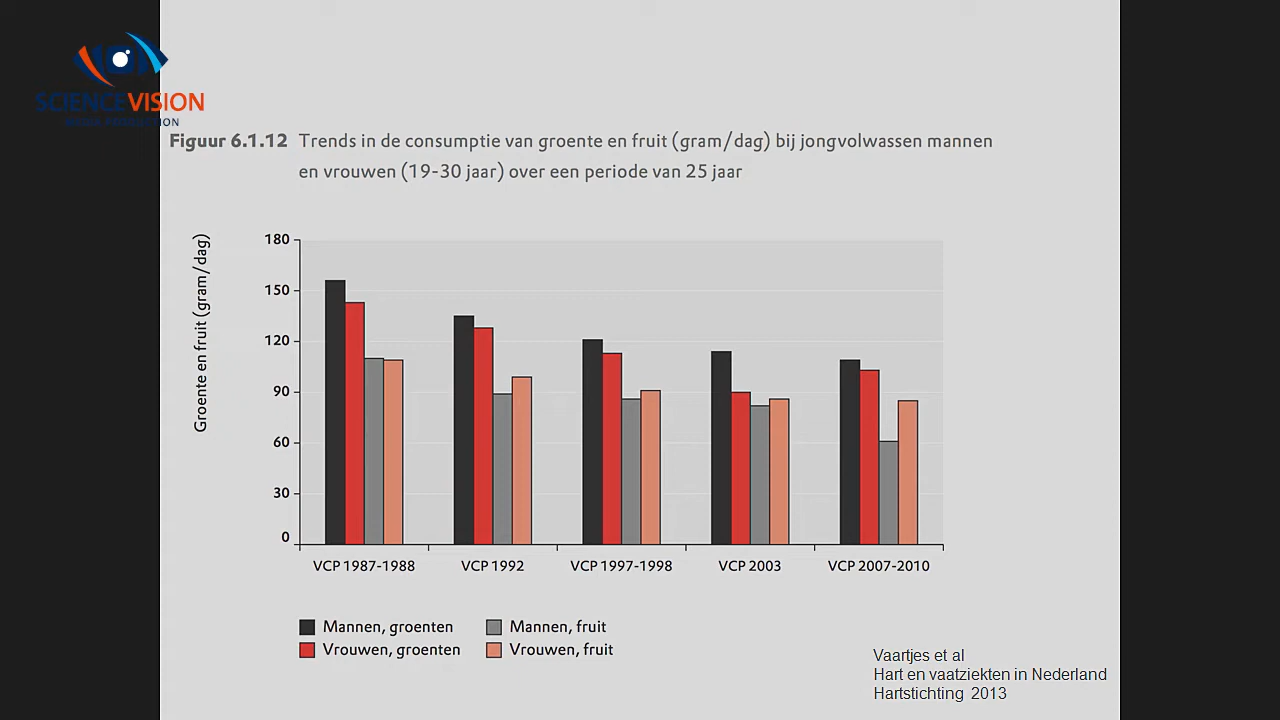 SCIENCEVISION
MEDIA PRODUCTION
Figuur 6.1.12 Trends in de consumptie van groente en fruit (gram/dag) bij jongvolwassen mannen
en vrouwen (19-30 jaar) over een periode van 25 jaar
Groente en fruit (gram/dag)
180
150
120
90
60
30
0
VCP 1987-1988 VCP 1992 VCP 1997-1998 VCP 2003 VCP 2007-2010
Mannen, groenten Mannen, fruit
Vrouwen, groenten Vrouwen, fruit
Vaartjes et al
Hart en vaatziekten in Nederland
Hartstichting 2013